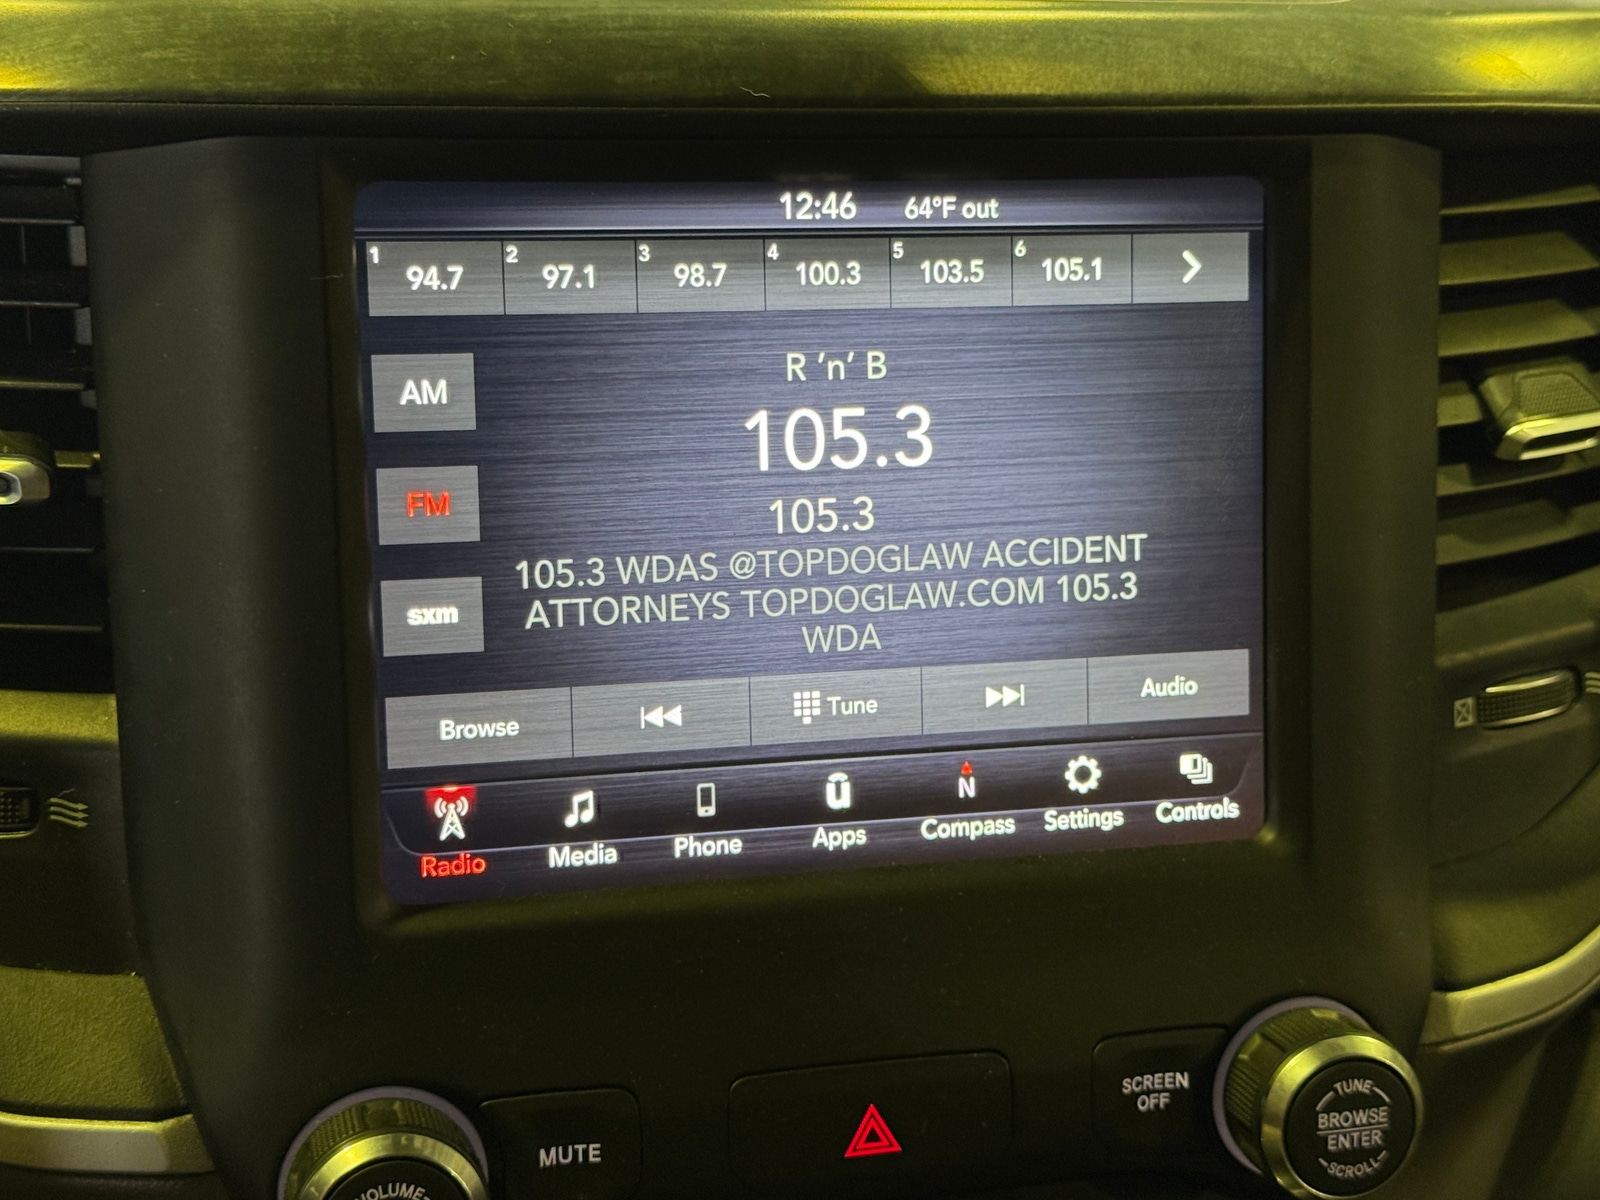 12:46 64°F out
1 94.7 2 97.1 3 98.7 4 100.3 5 103.5 6 105.1
R 'n' B
AM
105.3
FM
105.3
105.3 WDAS @TOPDOGLAW ACCIDENT
ATTORNEYS TOPDOGLAW.COM 105.3
WDA
sxm
Browse Tune Audio
N
Radio Media Phone Apps Compass Settings Controls
VOLUME
MUTE
SCREEN
OFF
TUNE
BROWSE
ENTER
SCROLL